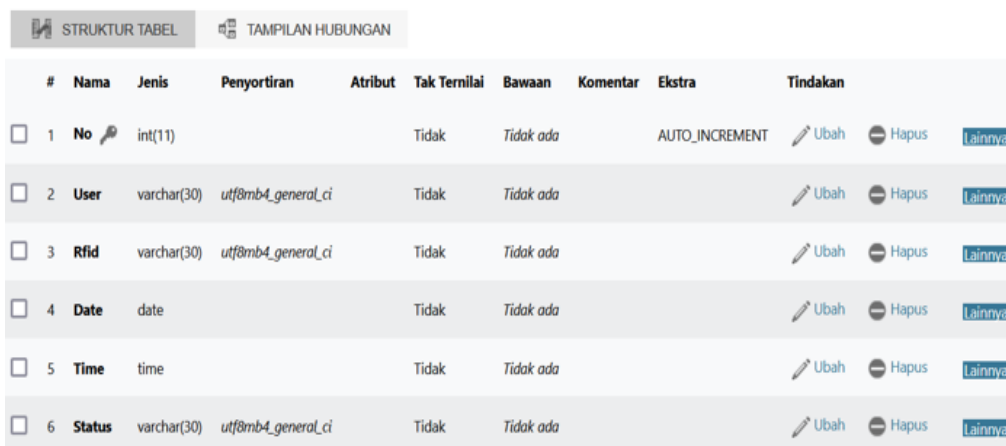 STRUKTUR TABEL TAMPILAN HUBUNGAN
# Nama Jenis Penyortiran Atribut Tak Ternilai Bawaan Komentar Ekstra Tindakan
1 No int(11) Tidak Tidak ada AUTO_INCREMENT Ubah Hapus Lainnya
2 User varchar(30) utf8mb4_general_ci Tidak Tidak ada Ubah Hapus Lainnya
3 Rfid varchar(30) utf8mb4_general_ci Tidak Tidak ada Ubah Hapus Lainnya
4 Date date Tidak Tidak ada Ubah Hapus Lainnya
5 Time time Tidak Tidak ada Ubah Hapus Lainnya
6 Status varchar(30) utf8mb4_general_ci Tidak Tidak ada Ubah Hapus Lainnya